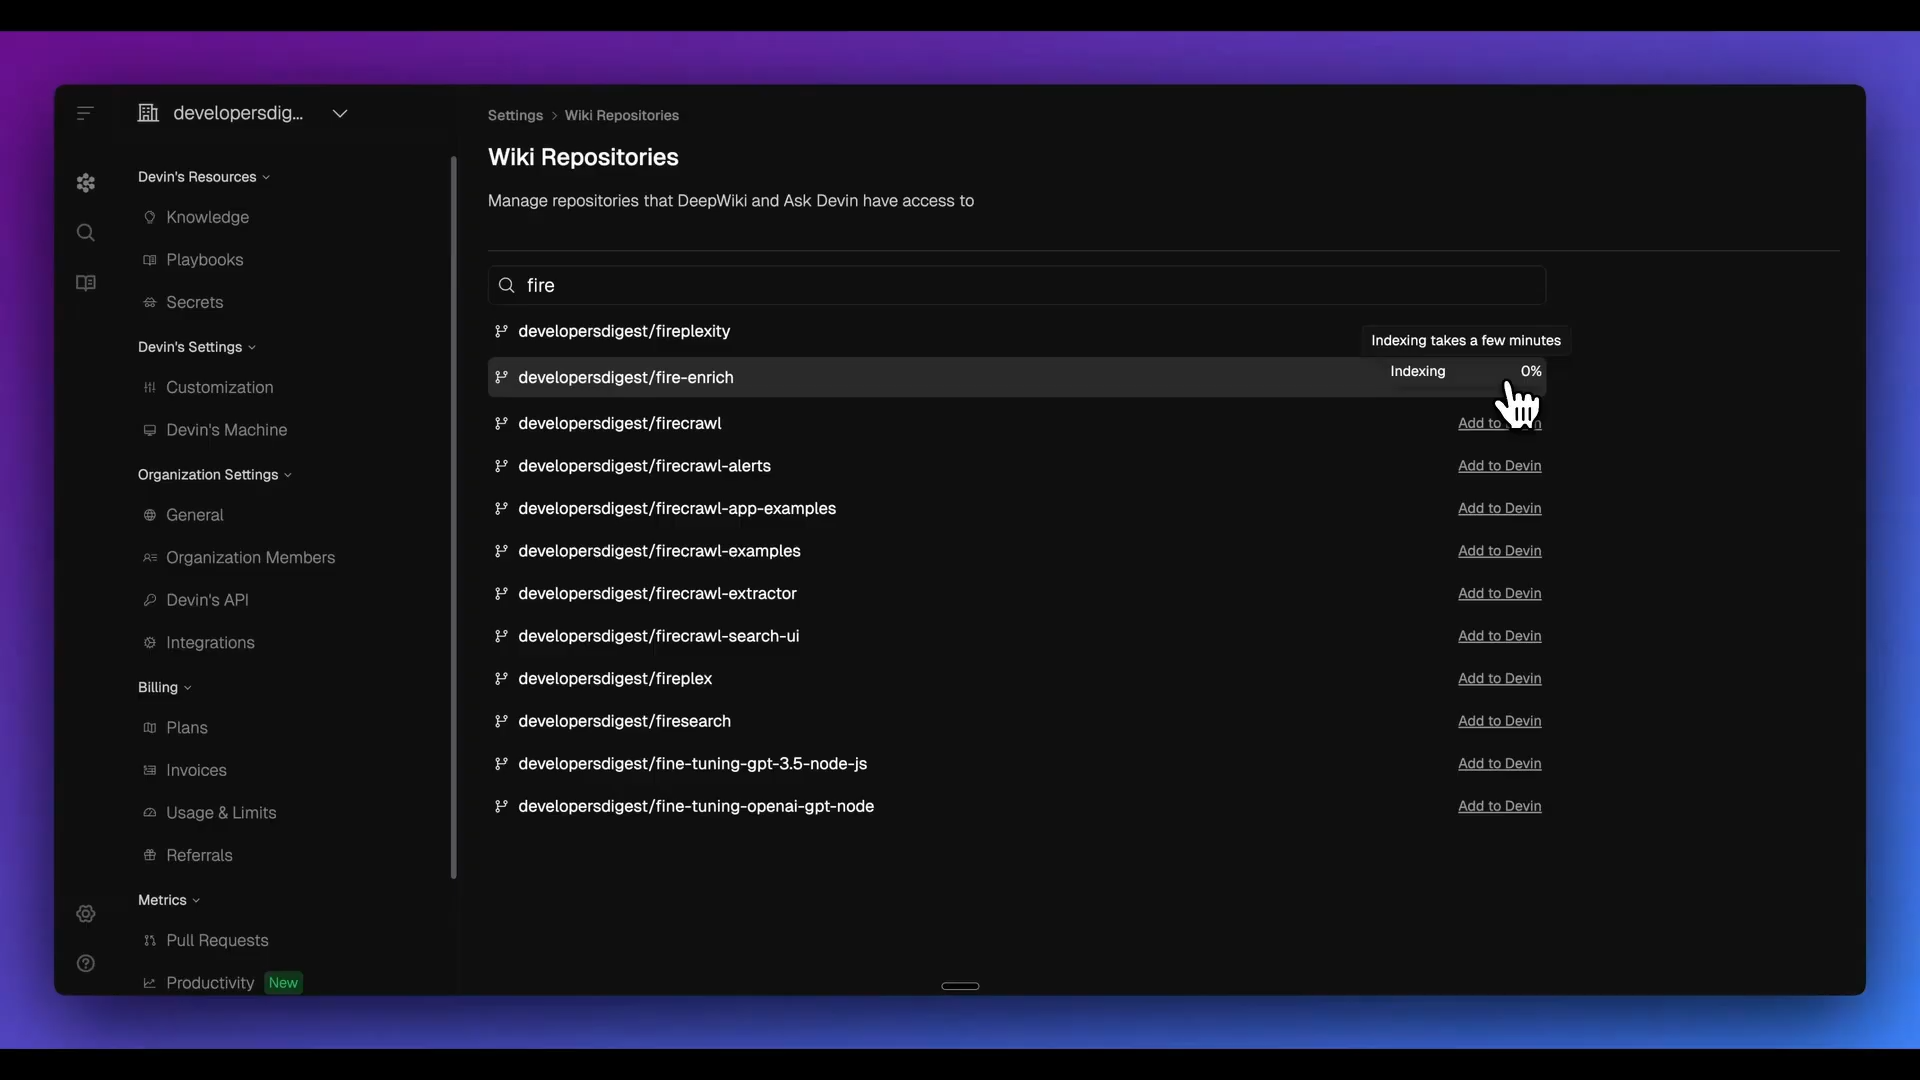 developersdig...
Devin's Resources
Knowledge
Playbooks
Secrets
Devin's Settings
Customization
Devin's Machine
Organization Settings
General
Organization Members
Devin's API
Integrations
Billing
Plans
Invoices
Usage & Limits
Referrals
Metrics
Pull Requests
Productivity New
Settings > Wiki Repositories
Wiki Repositories
Manage repositories that DeepWiki and Ask Devin have access to
fire
developersdigest/fireplexity
Indexing takes a few minutes
developersdigest/fire-enrich Indexing 0%
developersdigest/firecrawl Add to
developersdigest/firecrawl-alerts Add to Devin
developersdigest/firecrawl-app-examples Add to Devin
developersdigest/firecrawl-examples Add to Devin
developersdigest/firecrawl-extractor Add to Devin
developersdigest/firecrawl-search-ui Add to Devin
developersdigest/fireplex Add to Devin
developersdigest/firesearch Add to Devin
developersdigest/fine-tuning-gpt-3.5-node-js Add to Devin
developersdigest/fine-tuning-openai-gpt-node Add to Devin